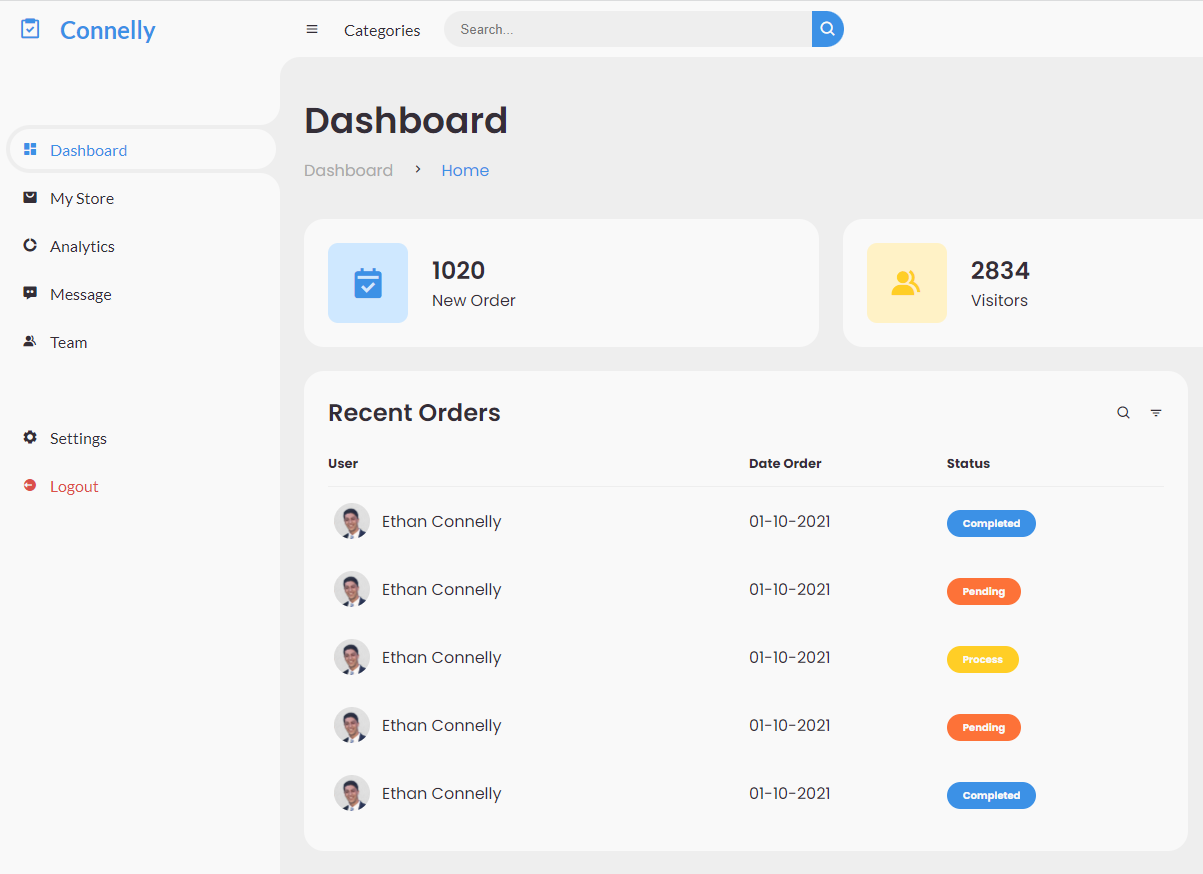 Connelly
Categories
Search...
Dashboard
My Store
Analytics
Message
Team
Settings
Logout
Dashboard
Dashboard > Home
1020
New Order
2834
Visitors
Recent Orders
User Date Order Status
Ethan Connelly 01-10-2021 Completed
Ethan Connelly 01-10-2021 Pending
Ethan Connelly 01-10-2021 Process
Ethan Connelly 01-10-2021 Pending
Ethan Connelly 01-10-2021 Completed